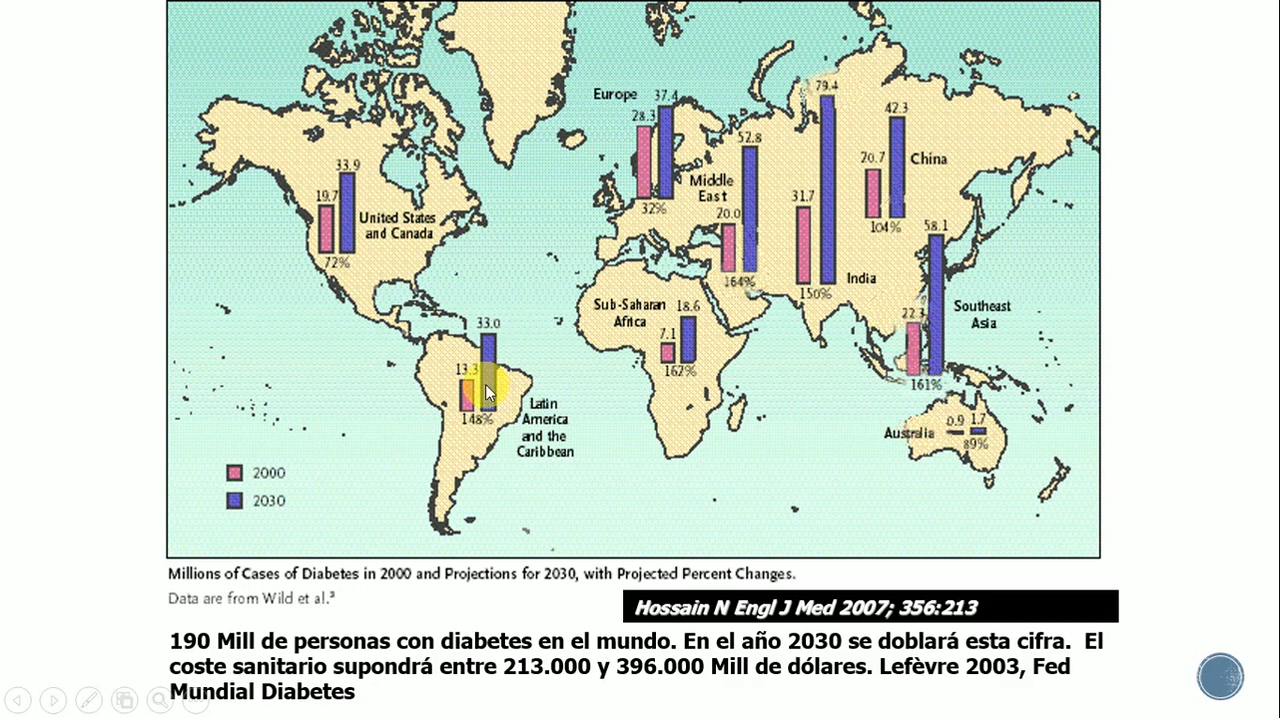 Europe
28.3
37.4
32%
19.7
33.9
United States
and Canada
72%
Middle
East
20.0
52.8
164%
31.7
79.4
150%
India
20.7
42.3
China
104%
22.3
58.1
Southeast
Asia
161%
Sub-Saharan
Africa
7.1
18.6
162%
13.3
33.0
148%
Latin
America
and the
Caribbean
Australia
0.9
1.7
89%
2000
2030
Millions of Cases of Diabetes in 2000 and Projections for 2030, with Projected Percent Changes.
Data are from Wild et al.³
Hossain N Engl J Med 2007; 356:213
190 Mill de personas con diabetes en el mundo. En el año 2030 se doblará esta cifra. El
coste sanitario supondrá entre 213.000 y 396.000 Mill de dólares. Lefèvre 2003, Fed
Mundial Diabetes